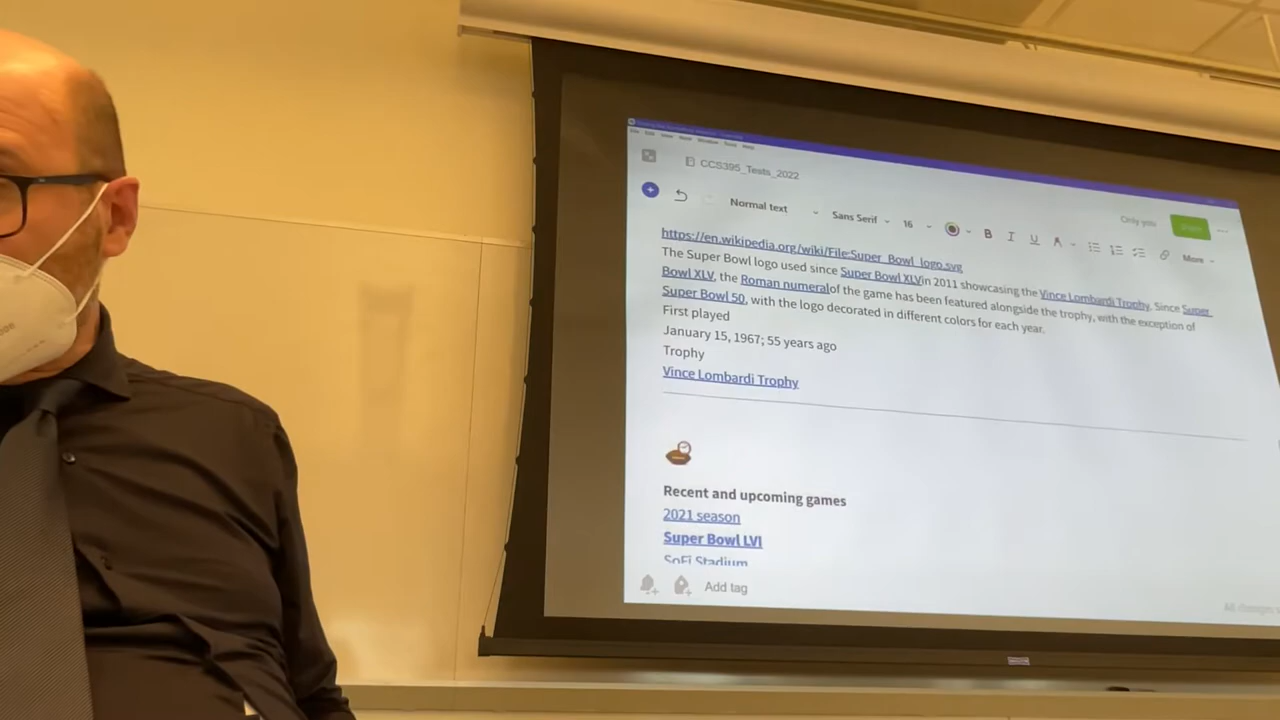 CCS395_Tests_2022
Normal text Sans Serif 16 B I U A More
Only you
https://en.wikipedia.org/wiki/File:Super_Bowl_logo.svg
The Super Bowl logo used since Super Bowl XLVin 2011 showcasing the Vince Lombardi Trophy. Since Super
Bowl XLV, the Roman numeralof the game has been featured alongside the trophy, with the exception of
Super Bowl 50, with the logo decorated in different colors for each year.
First played
January 15, 1967; 55 years ago
Trophy
Vince Lombardi Trophy
Recent and upcoming games
2021 season
Super Bowl LVI
SoFi Stadium
Add tag